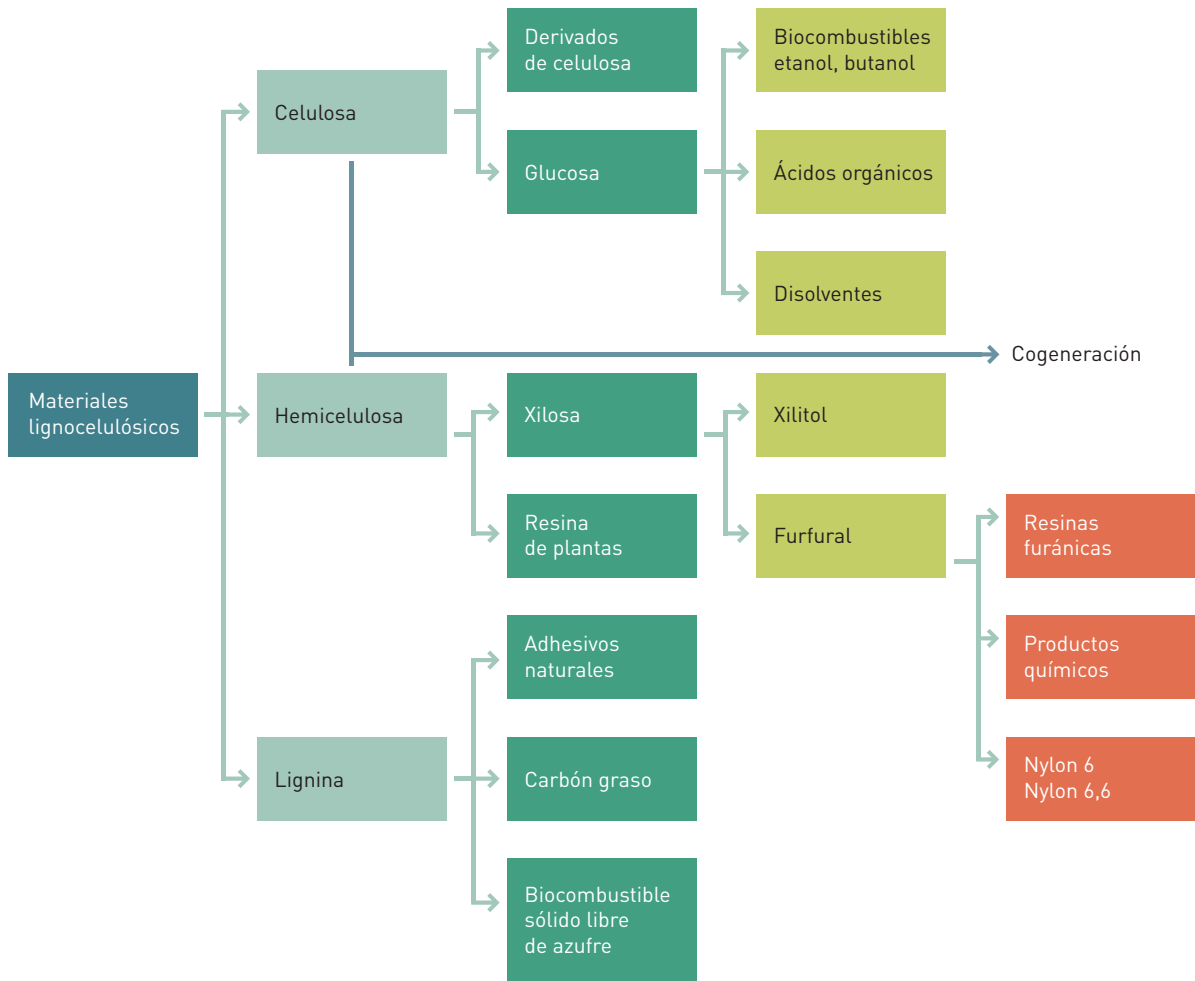 Derivados
de celulosa
Biocombustibles
etanol, butanol
Celulosa
Glucosa
Ácidos orgánicos
Disolventes
Cogeneración
Materiales
lignocelulósicos
Hemicelulosa
Xilosa
Xilitol
Resina
de plantas
Furfural
Resinas
furánicas
Adhesivos
naturales
Productos
químicos
Lignina
Carbón graso
Nylon 6
Nylon 6,6
Biocombustible
sólido libre
de azufre